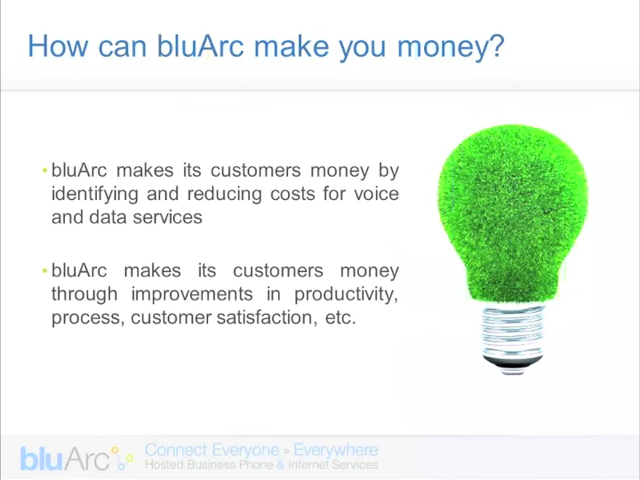 How can bluArc make you money?
•bluArc makes its customers money by
identifying and reducing costs for voice
and data services
•bluArc makes its customers money
through improvements in productivity,
process, customer satisfaction, etc.
bluArc
Connect Everyone ∘ Everywhere
Hosted Business Phone & Internet Services